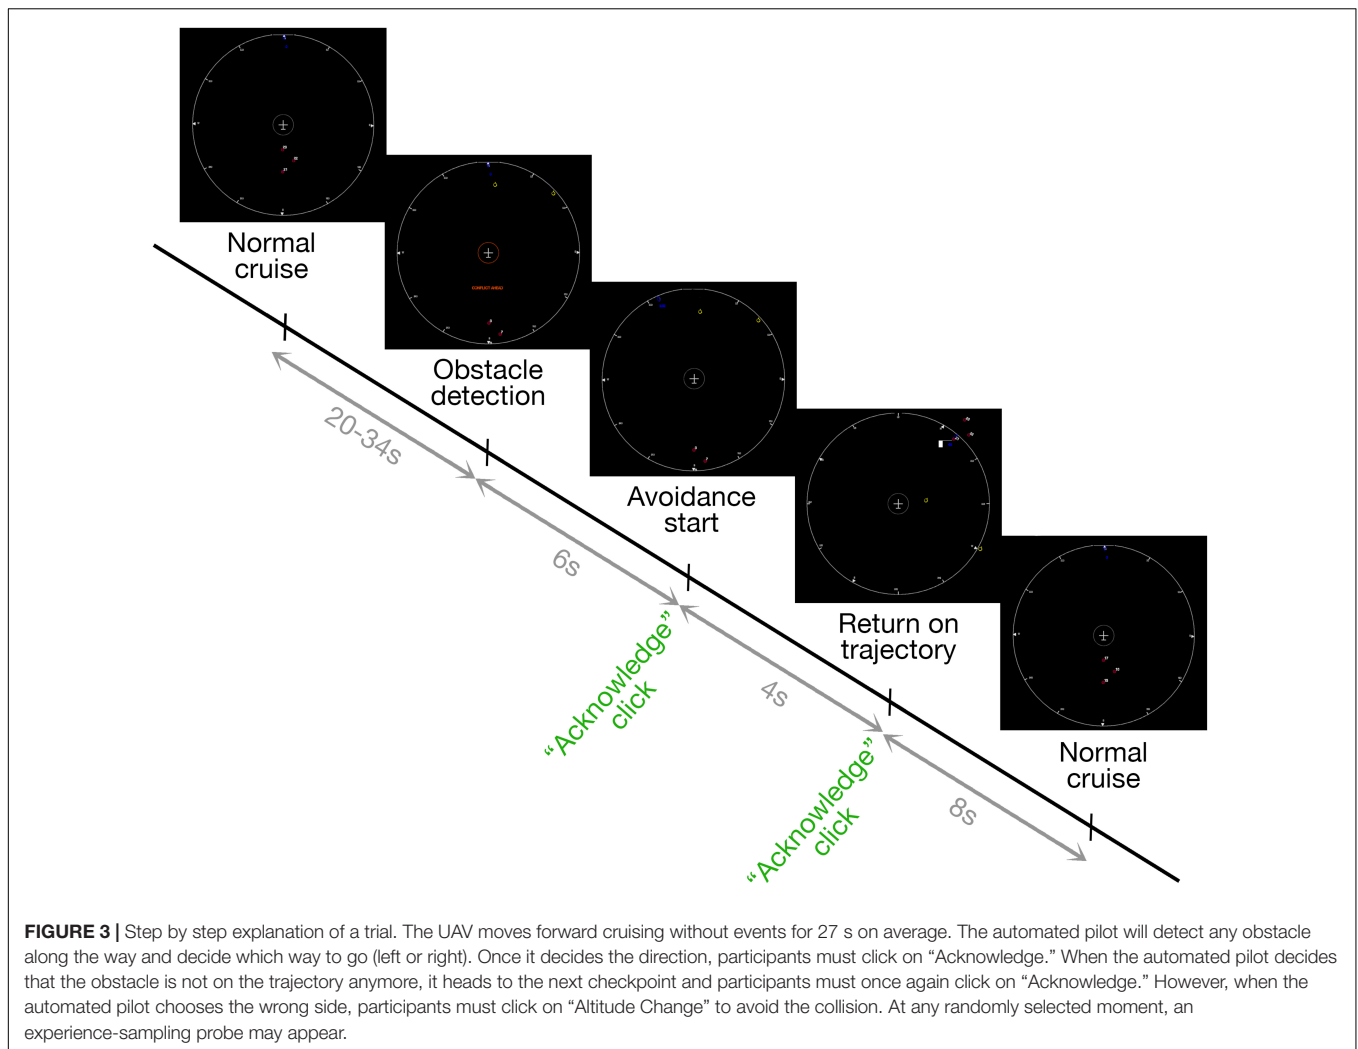 CONFLICT AHEAD
Normal
cruise
Obstacle
detection
Avoidance
start
Return on
trajectory
Normal
cruise
20-34s
6s
4s
8s
“Acknowledge”
click
“Acknowledge”
click
FIGURE 3 | Step by step explanation of a trial. The UAV moves forward cruising without events for 27 s on average. The automated pilot will detect any obstacle
along the way and decide which way to go (left or right). Once it decides the direction, participants must click on “Acknowledge.” When the automated pilot decides
that the obstacle is not on the trajectory anymore, it heads to the next checkpoint and participants must once again click on “Acknowledge.” However, when the
automated pilot chooses the wrong side, participants must click on “Altitude Change” to avoid the collision. At any randomly selected moment, an
experience-sampling probe may appear.